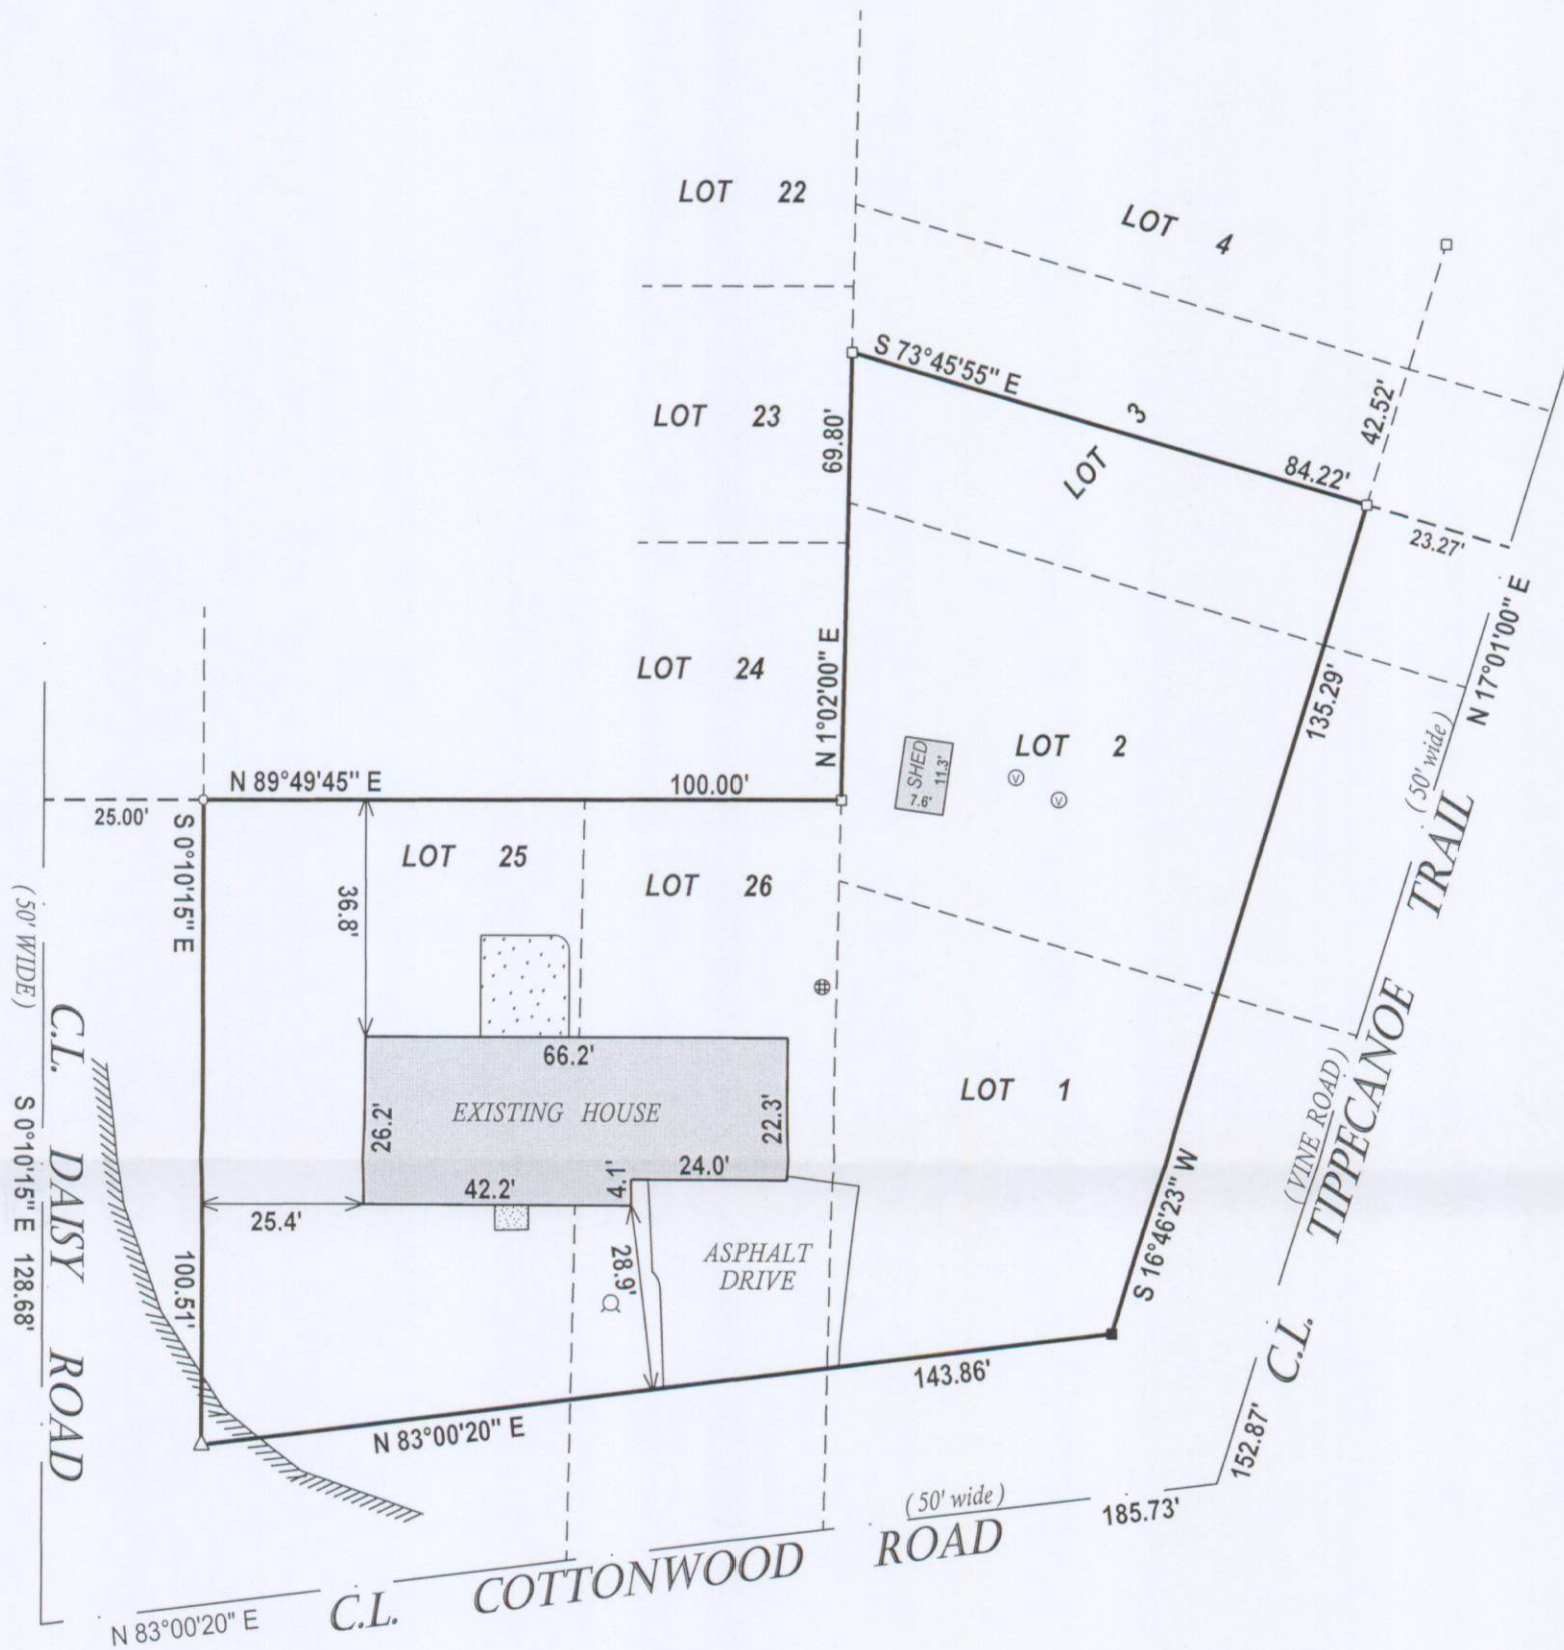 LOT 22
LOT 4
S 73°45'55" E
LOT 3
42.52'
84.22'
23.27'
LOT 23
69.80'
N 1°02'00" E
LOT 24
N 17°01'00" E
135.29'
LOT 2
SHED
11.3'
7.6'
V
V
N 89°49'45" E
100.00'
25.00'
S 0°10'15" E
LOT 25
LOT 26
36.8'
66.2'
EXISTING HOUSE
26.2'
22.3'
24.0'
4.1'
42.2'
25.4'
28.9'
100.51'
ASPHALT
DRIVE
LOT 1
S 16°46'23" W
(50' wide)
(VINE ROAD)
C.L. TIPPECANOE TRAIL
152.87'
(50' WIDE)
C.L. DAISY ROAD
S 0°10'15" E 128.68'
N 83°00'20" E
143.86'
(50' wide)
185.73'
C.L. COTTONWOOD ROAD
N 83°00'20" E